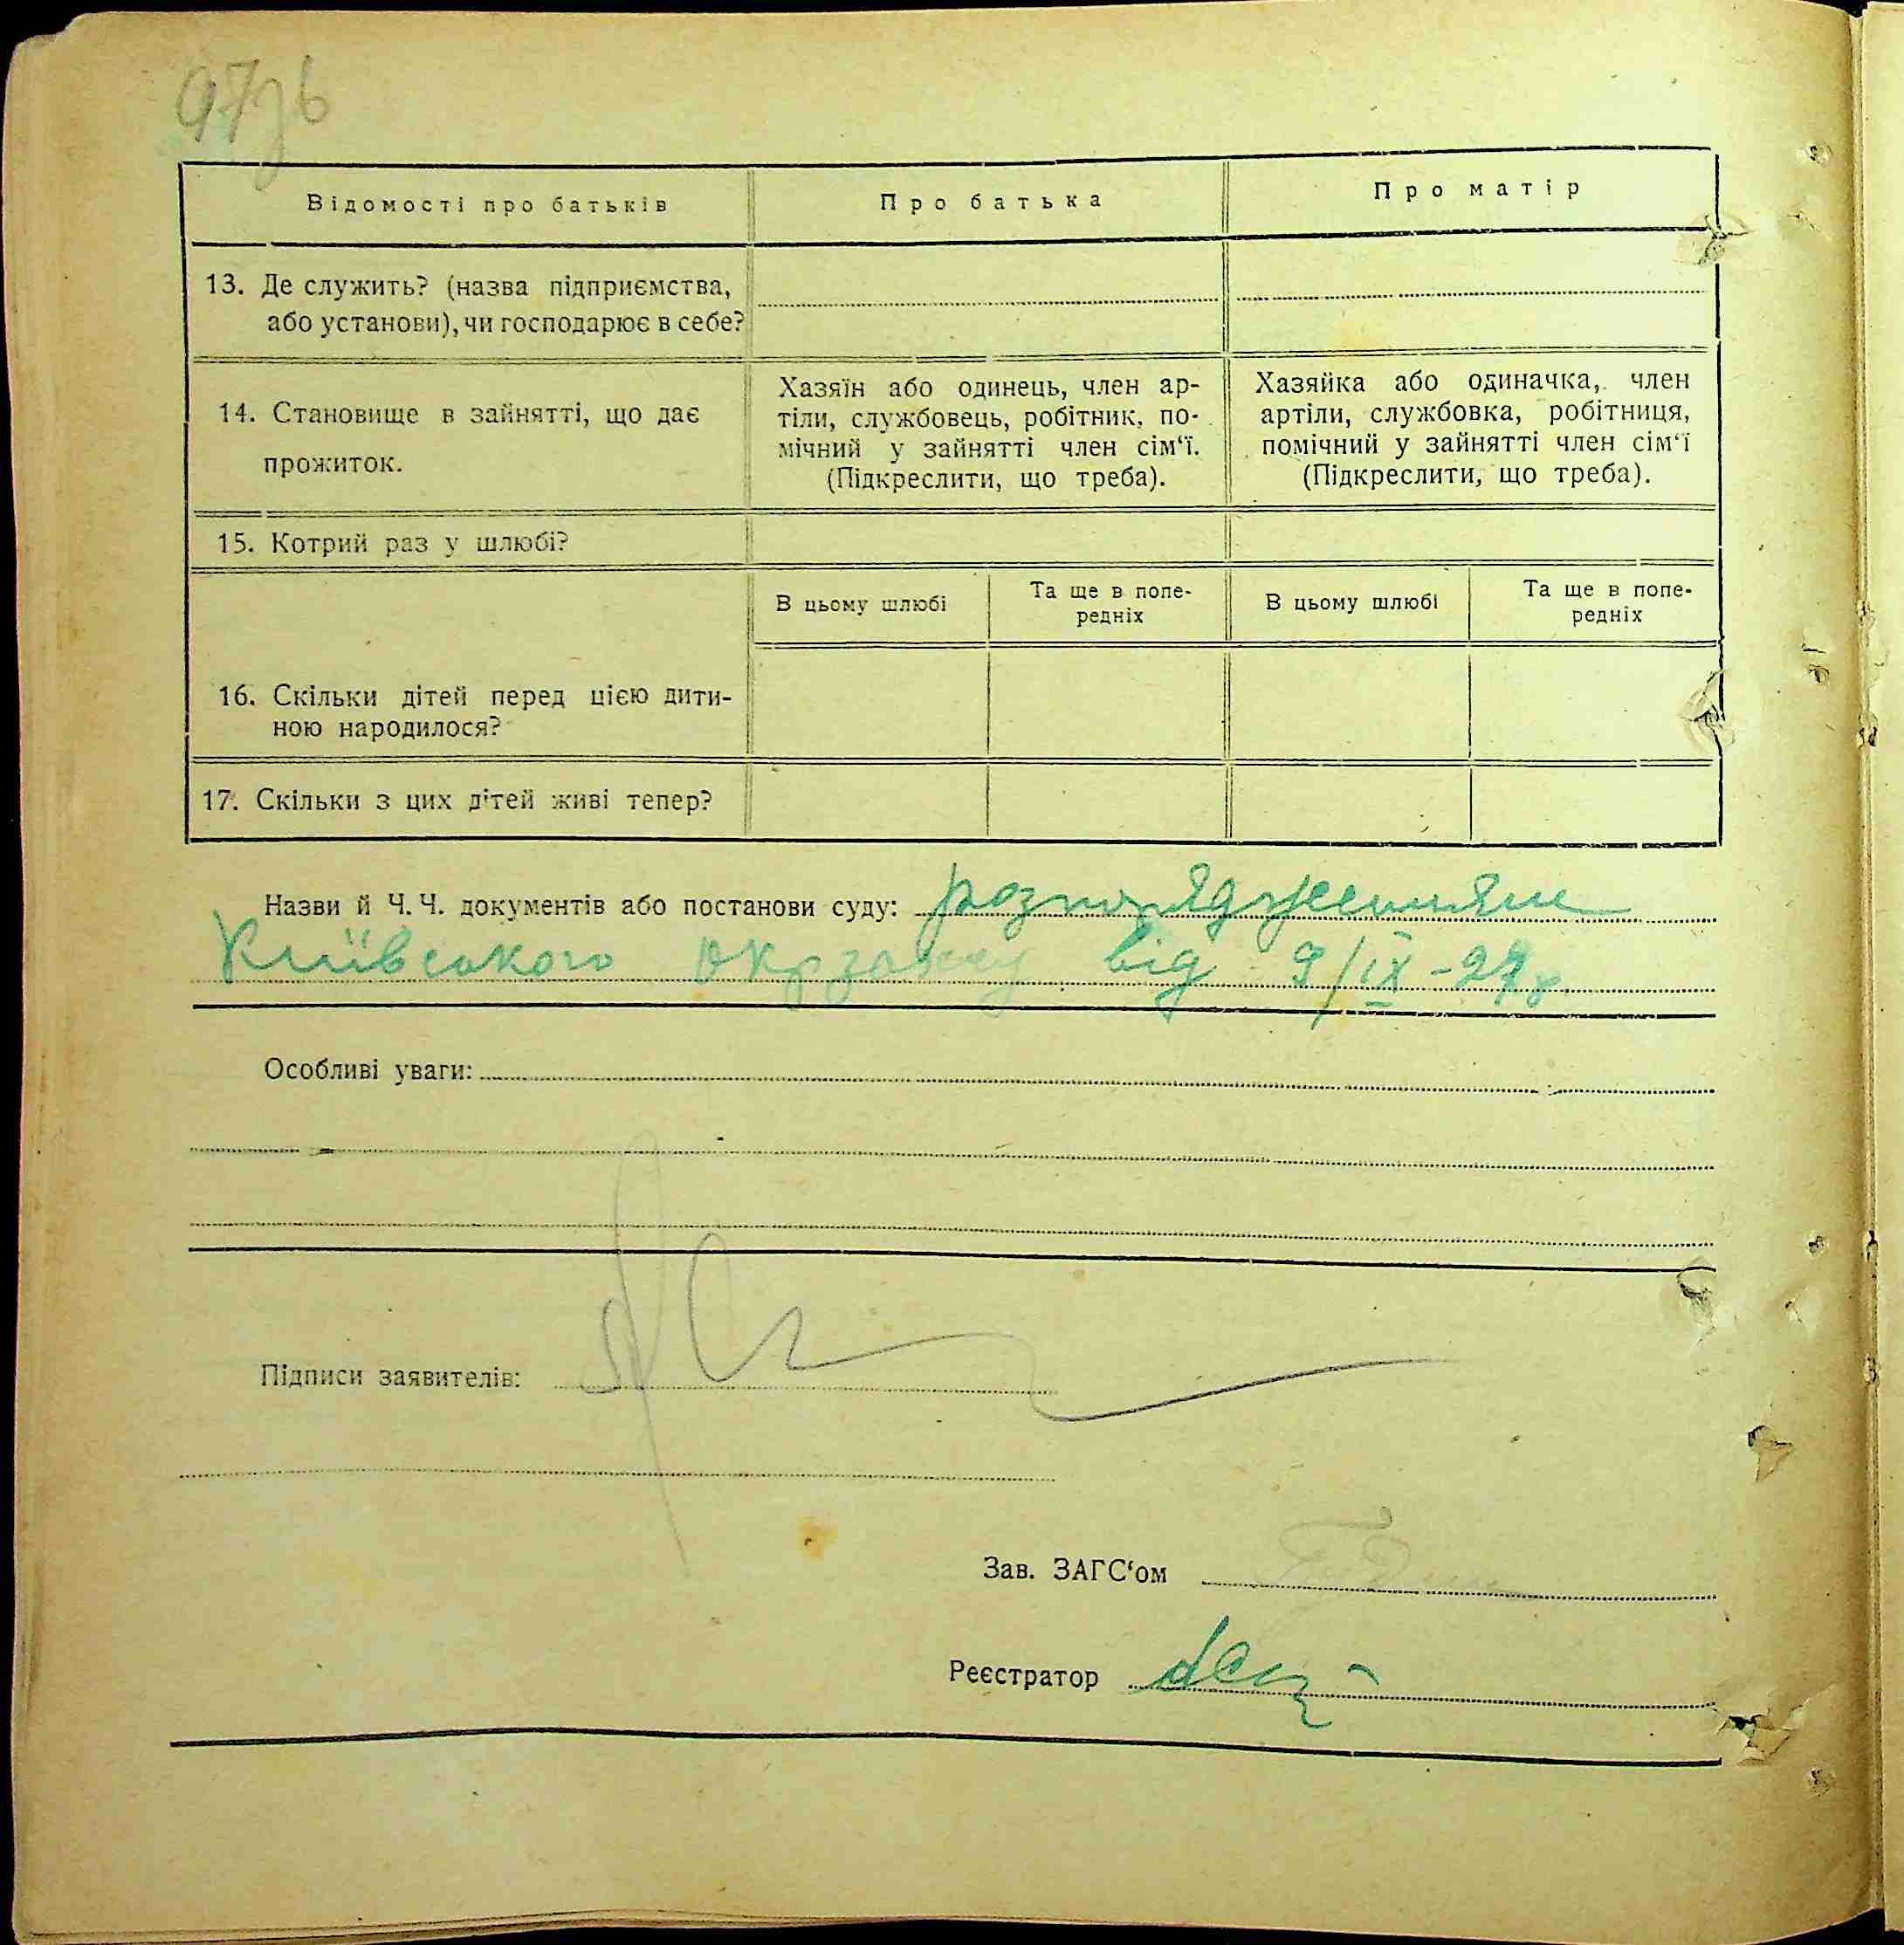 97зв
Відомості про батьків
Про батька
Про матір
13. Де служить? (назва підприємства,
або установи), чи господарює в себе?
14. Становище в зайнятті, що дає
прожиток.
Хазяїн або одинець, член ар-
тіли, службовець, робітник, по-
мічний у зайнятті член сім‘ї.
(Підкреслити, що треба).
Хазяйка або одиначка, член
артіли, службовка, робітниця,
помічний у зайнятті член сім‘ї
(Підкреслити, що треба).
15. Котрий раз у шлюбі?
В цьому шлюбі
Та ще в попе-
редніх
В цьому шлюбі
Та ще в попе-
редніх
16. Скільки дітей перед цією дити-
ною народилося?
17. Скільки з цих дітей живі тепер?
Назви й Ч. Ч. документів або постанови суду: розпорядження
Київського від 9/IX-27р.
Особливі уваги:
Підписи заявителів:
Зав. ЗАГС‘ом
Реєстратор